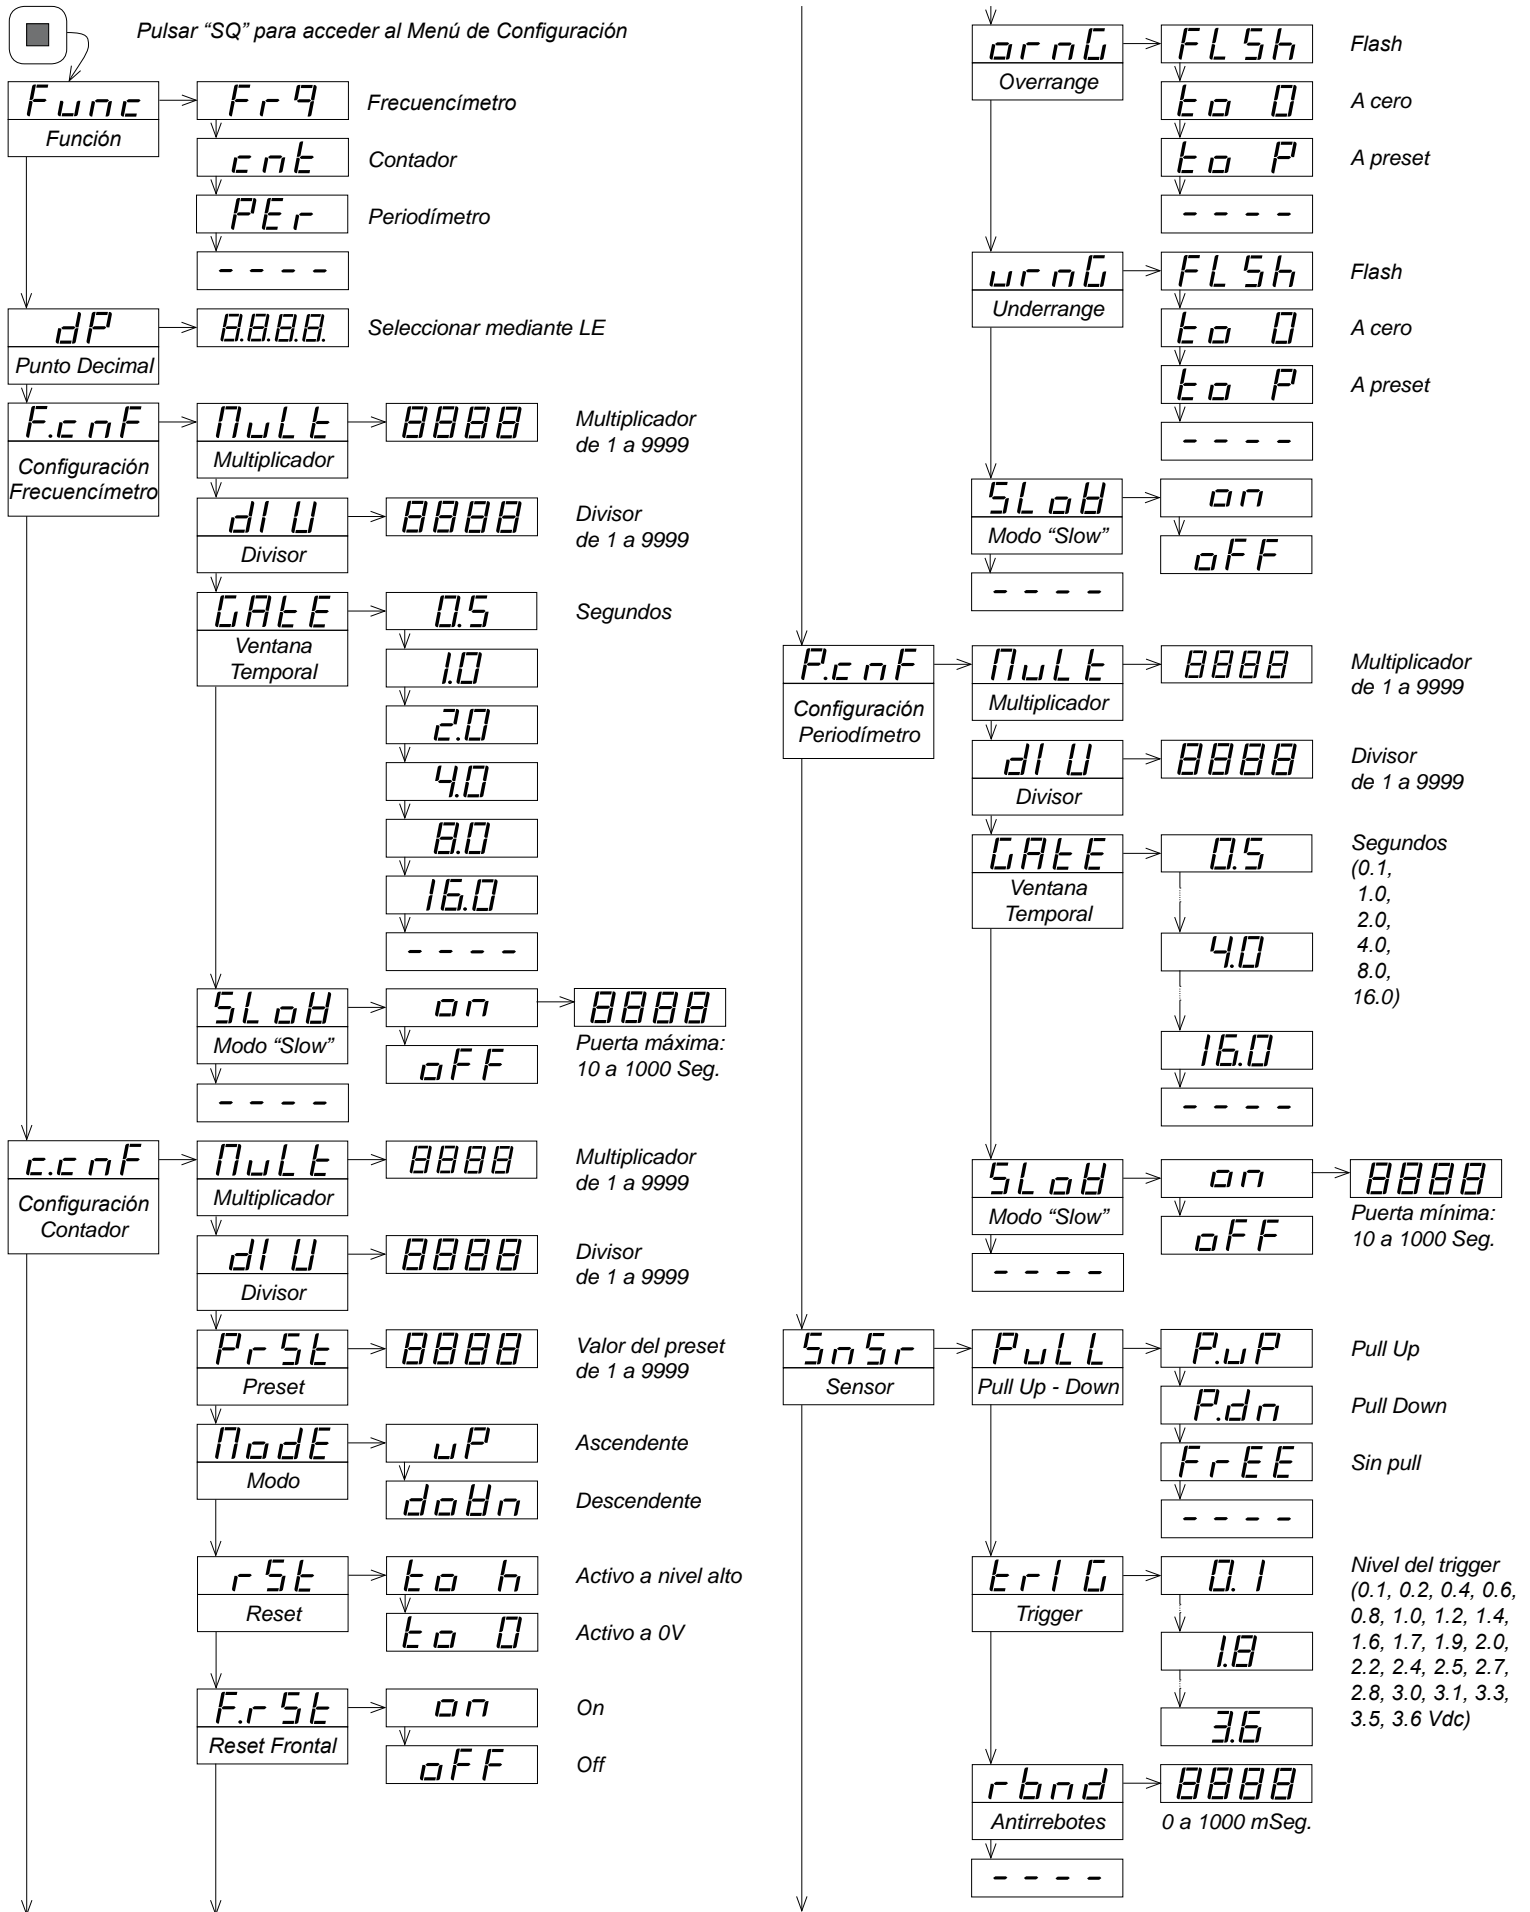 Pulsar “SQ” para acceder al Menú de Configuración
Func
Función
Frq
Frecuencímetro
cnt
Contador
PEr
Periodímetro
- - - -
dP
Punto Decimal
8.8.8.8.
Seleccionar mediante LE
F.cnF
Configuración
Frecuencímetro
MuLt
Multiplicador
8888
Multiplicador
de 1 a 9999
dIU
Divisor
8888
Divisor
de 1 a 9999
GAtE
Ventana
Temporal
0.5
Segundos
1.0
2.0
4.0
8.0
16.0
- - - -
SLoW
Modo “Slow”
on
8888
Puerta máxima:
10 a 1000 Seg.
oFF
- - - -
c.cnF
Configuración
Contador
MuLt
Multiplicador
8888
Multiplicador
de 1 a 9999
dIU
Divisor
8888
Divisor
de 1 a 9999
PrSt
Preset
8888
Valor del preset
de 1 a 9999
ModE
Modo
uP
Ascendente
doWn
Descendente
rSt
Reset
to h
Activo a nivel alto
to 0
Activo a 0V
F.rSt
Reset Frontal
on
On
oFF
Off
ornG
Overrange
FLSh
Flash
to 0
A cero
to P
A preset
- - - -
urnG
Underrange
FLSh
Flash
to 0
A cero
to P
A preset
- - - -
SLoW
Modo “Slow”
on
oFF
- - - -
P.cnF
Configuración
Periodímetro
MuLt
Multiplicador
8888
Multiplicador
de 1 a 9999
dIU
Divisor
8888
Divisor
de 1 a 9999
GAtE
Ventana
Temporal
0.5
4.0
16.0
- - - -
Segundos
(0.1,
1.0,
2.0,
4.0,
8.0,
16.0)
SLoW
Modo “Slow”
on
8888
Puerta mínima:
10 a 1000 Seg.
oFF
- - - -
SnSr
Sensor
PuLL
Pull Up - Down
P.uP
Pull Up
P.dn
Pull Down
FrEE
Sin pull
- - - -
trIG
Trigger
0.1
1.8
3.6
Nivel del trigger
(0.1, 0.2, 0.4, 0.6,
0.8, 1.0, 1.2, 1.4,
1.6, 1.7, 1.9, 2.0,
2.2, 2.4, 2.5, 2.7,
2.8, 3.0, 3.1, 3.3,
3.5, 3.6 Vdc)
rbnd
Antirrebotes
8888
0 a 1000 mSeg.
- - - -